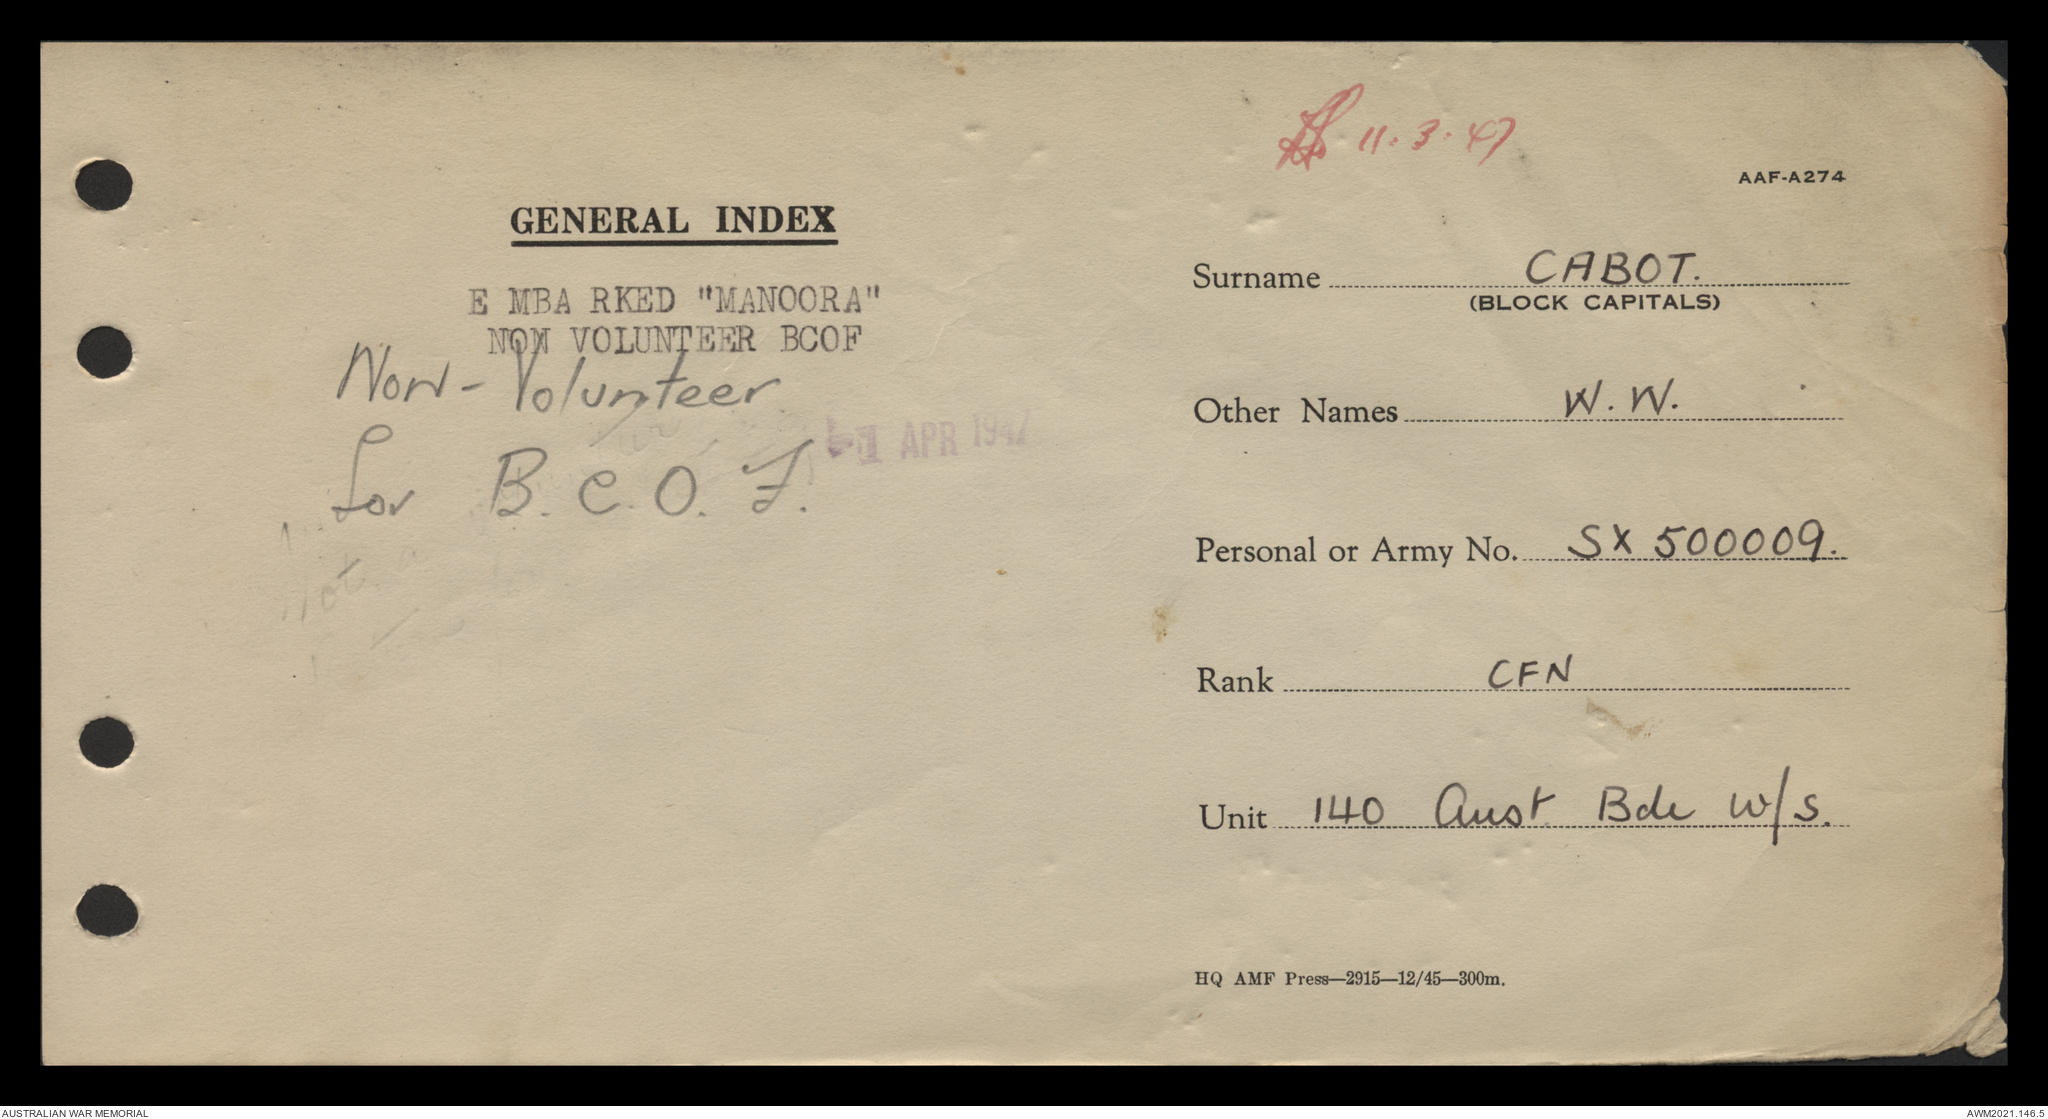 11.3.47
AAF-A274
GENERAL INDEX
E MBA RKED "MANOORA"
NON VOLUNTEER BCOF
Non-Volunteer
for B.C.O.F.
1 APR 1947
Not a
Surname CABOT.
(BLOCK CAPITALS)
Other Names W.W.
Personal or Army No. SX 500009.
Rank CFN
Unit 140 Aust Bde W/S.
HQ AMF Press—2915—12/45—300m.
AUSTRALIAN WAR MEMORIAL
AWM2021.146.5